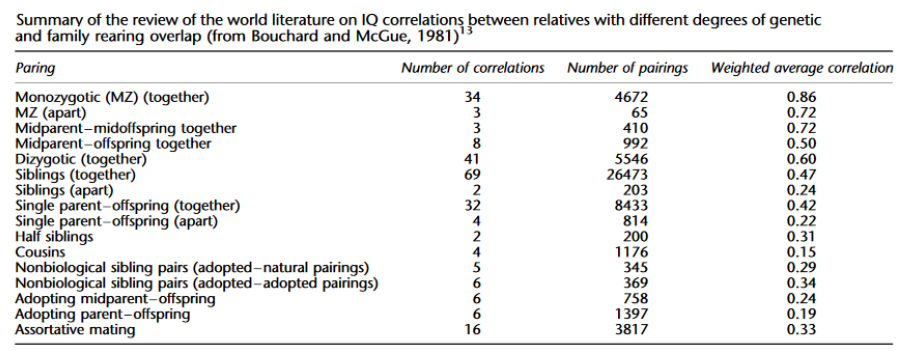 Summary of the review of the world literature on IQ correlations between relatives with different degrees of genetic
and family rearing overlap (from Bouchard and McGue, 1981)13
Paring Number of correlations Number of pairings Weighted average correlation
Monozygotic (MZ) (together) 34 4672 0.86
MZ (apart) 3 65 0.72
Midparent–midoffspring together 3 410 0.72
Midparent–offspring together 8 992 0.50
Dizygotic (together) 41 5546 0.60
Siblings (together) 69 26473 0.47
Siblings (apart) 2 203 0.24
Single parent–offspring (together) 32 8433 0.42
Single parent–offspring (apart) 4 814 0.22
Half siblings 2 200 0.31
Cousins 4 1176 0.15
Nonbiological sibling pairs (adopted–natural pairings) 5 345 0.29
Nonbiological sibling pairs (adopted–adopted pairings) 6 369 0.34
Adopting midparent–offspring 6 758 0.24
Adopting parent–offspring 6 1397 0.19
Assortative mating 16 3817 0.33